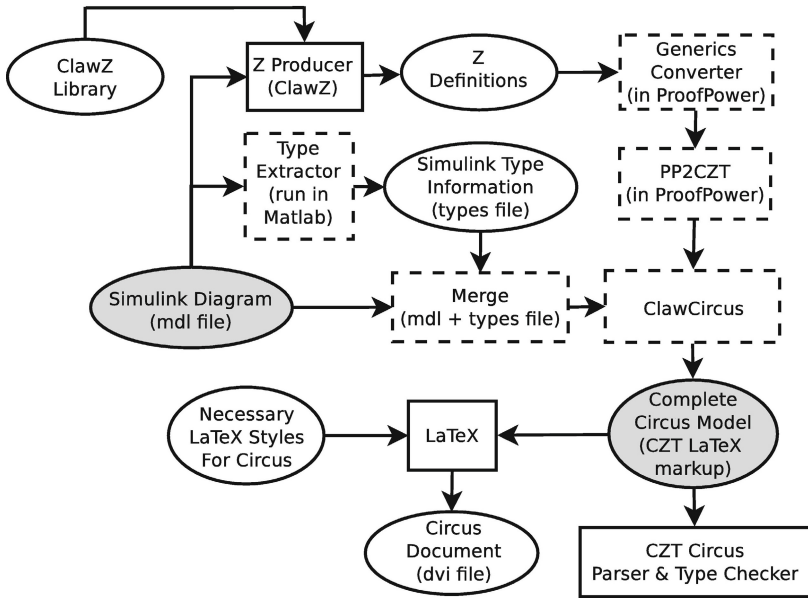 ClawZ
Library
Z Producer
(ClawZ)
Z
Definitions
Generics
Converter
(in ProofPower)
Type
Extractor
(run in
Matlab)
Simulink Type
Information
(types file)
PP2CZT
(in ProofPower)
Simulink Diagram
(mdl file)
Merge
(mdl + types file)
ClawCircus
Necessary
LaTeX Styles
For Circus
LaTeX
Complete
Circus Model
(CZT LaTeX
markup)
Circus
Document
(dvi file)
CZT Circus
Parser & Type Checker